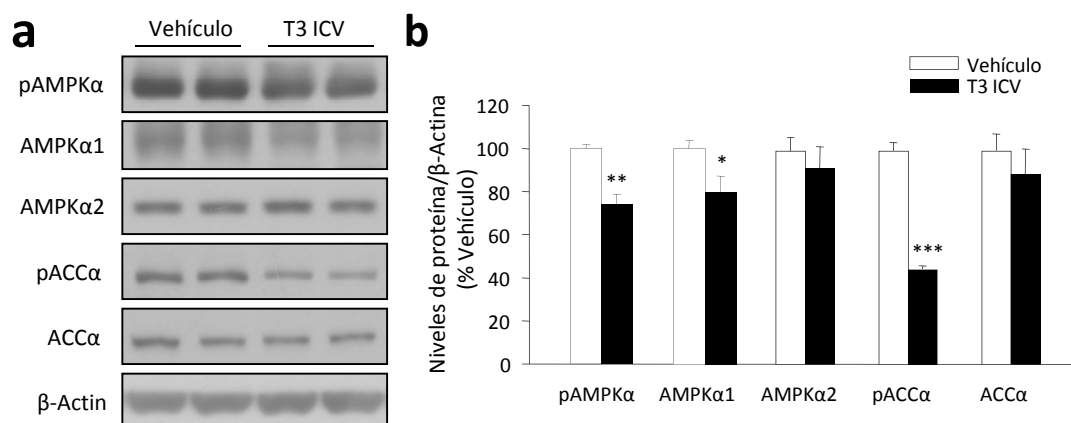 a
Vehículo T3 ICV
pAMPKα
AMPKα1
AMPKα2
pACCα
ACCα
β-Actin
b
Vehículo
T3 ICV
Niveles de proteína/β-Actina
(% Vehículo)
120
100
80
60
40
20
0
**
*
***
pAMPKα AMPKα1 AMPKα2 pACCα ACCα